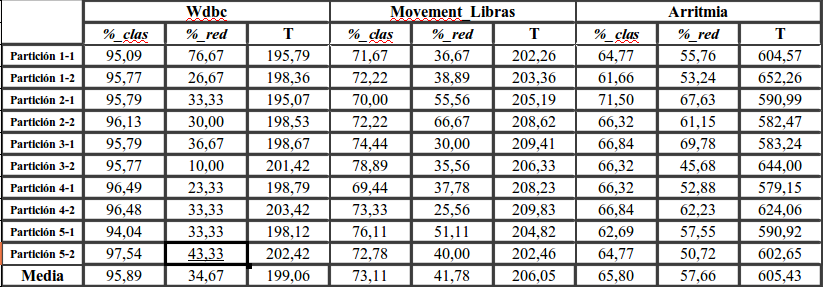 Wdbc Movement_Libras Arritmia
%_clas %_red T %_clas %_red T %_clas %_red T
Partición 1-1 95,09 76,67 195,79 71,67 36,67 202,26 64,77 55,76 604,57
Partición 1-2 95,77 26,67 198,36 72,22 38,89 203,36 61,66 53,24 652,26
Partición 2-1 95,79 33,33 195,07 70,00 55,56 205,19 71,50 67,63 590,99
Partición 2-2 96,13 30,00 198,53 72,22 66,67 208,62 66,32 61,15 582,47
Partición 3-1 95,79 36,67 198,67 74,44 30,00 209,41 66,84 69,78 583,24
Partición 3-2 95,77 10,00 201,42 78,89 35,56 206,33 66,32 45,68 644,00
Partición 4-1 96,49 23,33 198,79 69,44 37,78 208,23 66,32 52,88 579,15
Partición 4-2 96,48 33,33 203,42 73,33 25,56 209,83 66,84 62,23 624,06
Partición 5-1 94,04 33,33 198,12 76,11 51,11 204,82 62,69 57,55 590,92
Partición 5-2 97,54 43,33 202,42 72,78 40,00 202,46 64,77 50,72 602,65
Media 95,89 34,67 199,06 73,11 41,78 206,05 65,80 57,66 605,43